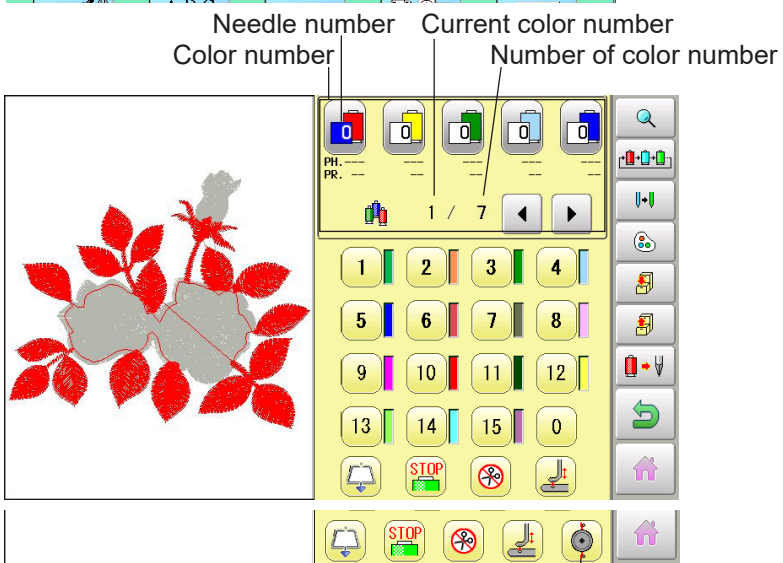 Needle number Current color number
Color number Number of color number
0 0 0 0 0
PH.--- --- --- --- ---
PR. -- -- -- -- --
1 / 7
1 2 3 4
5 6 7 8
9 10 11 12
13 14 15 0
STOP
STOP